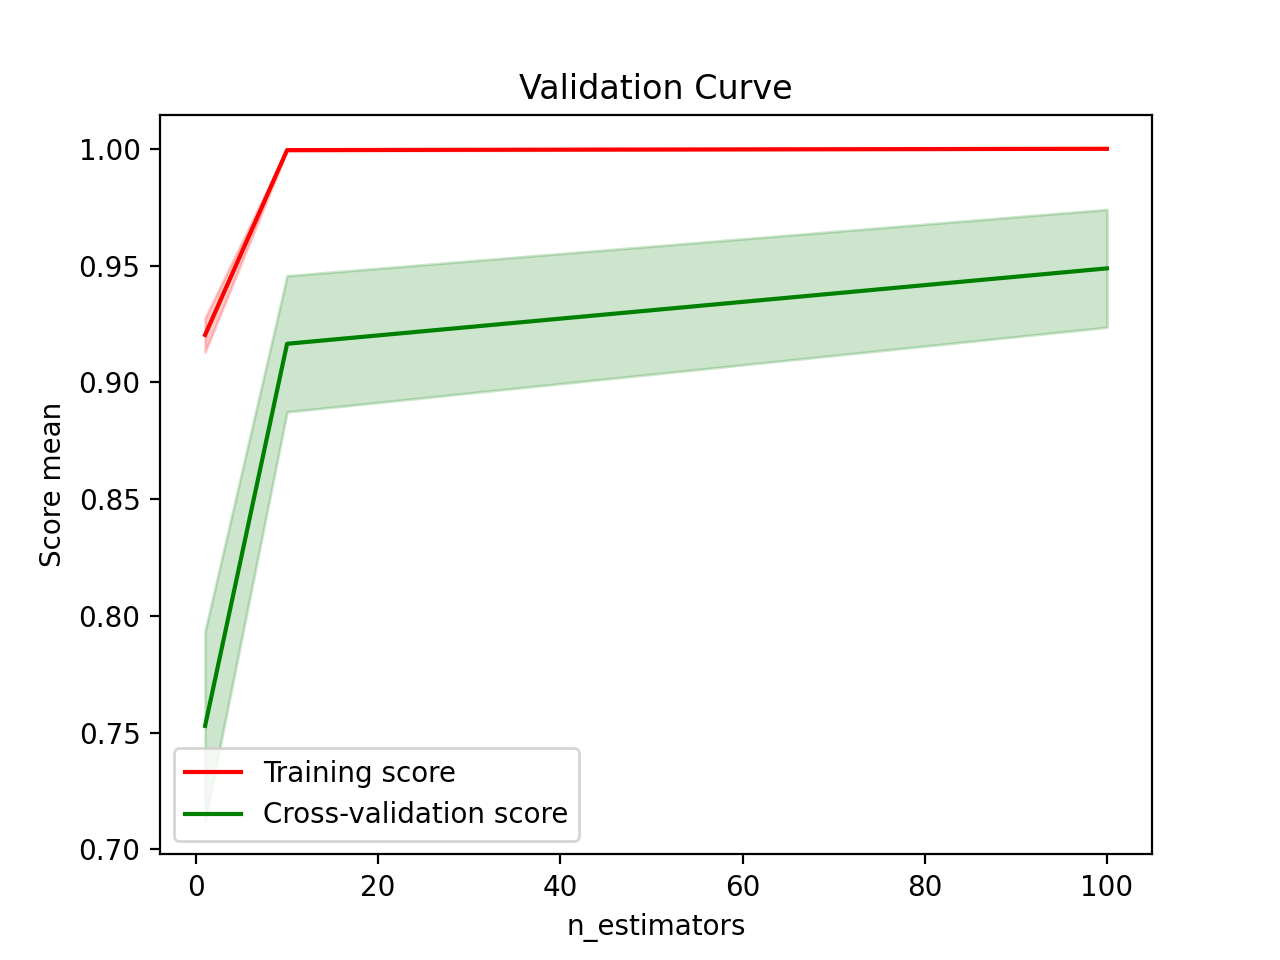 Validation Curve
1.00
0.95
0.90
0.85
0.80
0.75
0.70
Score mean
Training score
Cross-validation score
0 20 40 60 80 100
n_estimators